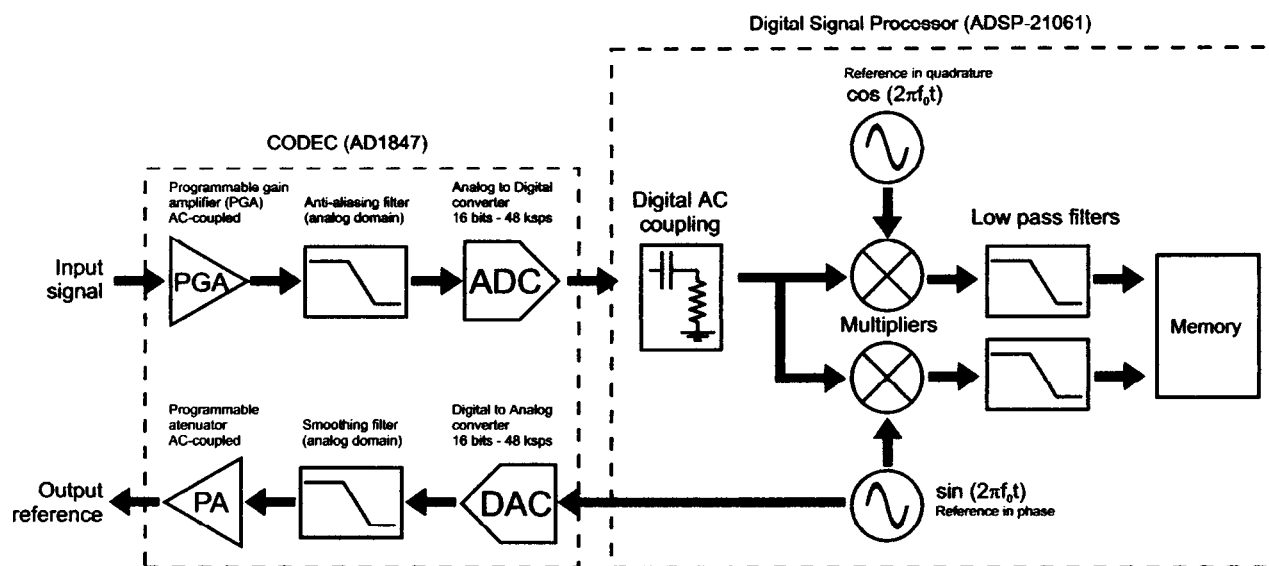 Digital Signal Processor (ADSP-21061)
Reference in quadrature
cos (2πf₀t)
CODEC (AD1847)
Programmable gain
amplifier (PGA)
AC-coupled
Anti-aliasing filter
(analog domain)
Analog to Digital
converter
16 bits - 48 ksps
Digital AC
coupling
Low pass filters
Input
signal
PGA
ADC
Multipliers
Memory
Programmable
atenuator
AC-coupled
Smoothing filter
(analog domain)
Digital to Analog
converter
16 bits - 48 ksps
Output
reference
PA
DAC
sin (2πf₀t)
Reference in phase